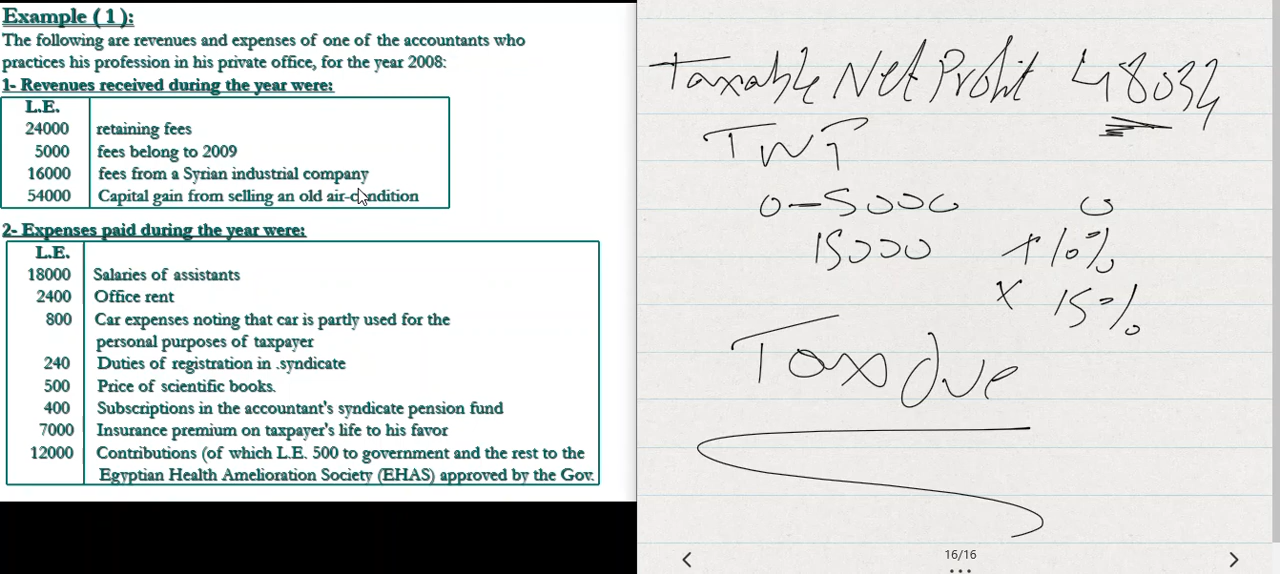 Example ( 1 ):
The following are revenues and expenses of one of the accountants who
practices his profession in his private office, for the year 2008:
1- Revenues received during the year were:
L.E.
24000 retaining fees
5000 fees belong to 2009
16000 fees from a Syrian industrial company
54000 Capital gain from selling an old air-condition
2- Expenses paid during the year were:
L.E.
18000 Salaries of assistants
2400 Office rent
800 Car expenses noting that car is partly used for the
personal purposes of taxpayer
240 Duties of registration in .syndicate
500 Price of scientific books.
400 Subscriptions in the accountant's syndicate pension fund
7000 Insurance premium on taxpayer's life to his favor
12000 Contributions (of which L.E. 500 to government and the rest to the
Egyptian Health Amelioration Society (EHAS) approved by the Gov.
Taxable Net Profit 48034
0-5000 0
15000 x 10%
x 15%
Tax due
16/16